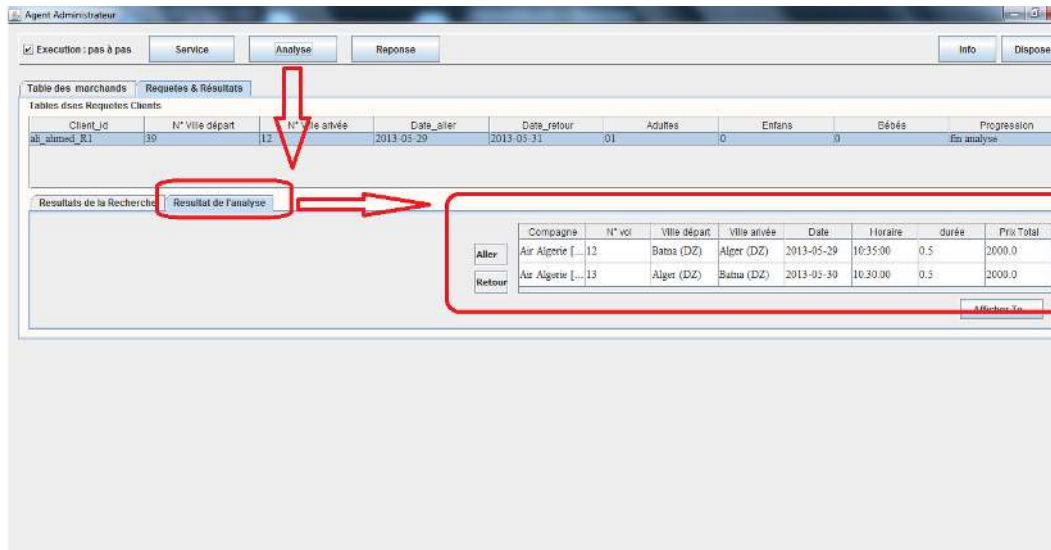 Agent Administrateur
Execution : pas à pas Service Analyse Reponse Info Dispose
Table des marchands Requetes & Résultats
Tables dses Requetes Clients
Client_id N° Ville départ N° Ville arivée Date_aller Date_retour Adultes Enfans Bébés Progression
ali_ahmed_R1 39 12 2013-05-29 2013-05-31 01 0 0 fin analyse
Resultats de la Recherche Resultat de l'analyse
Compagne N° vol Ville départ Ville arivée Date Horaire durée Prix Total
Aller Air Algerie [... 12 Batna (DZ) Alger (DZ) 2013-05-29 10:35:00 0.5 2000.0
Retour Air Algerie [... 13 Alger (DZ) Batna (DZ) 2013-05-30 10:30:00 0.5 2000.0
Afficher To...